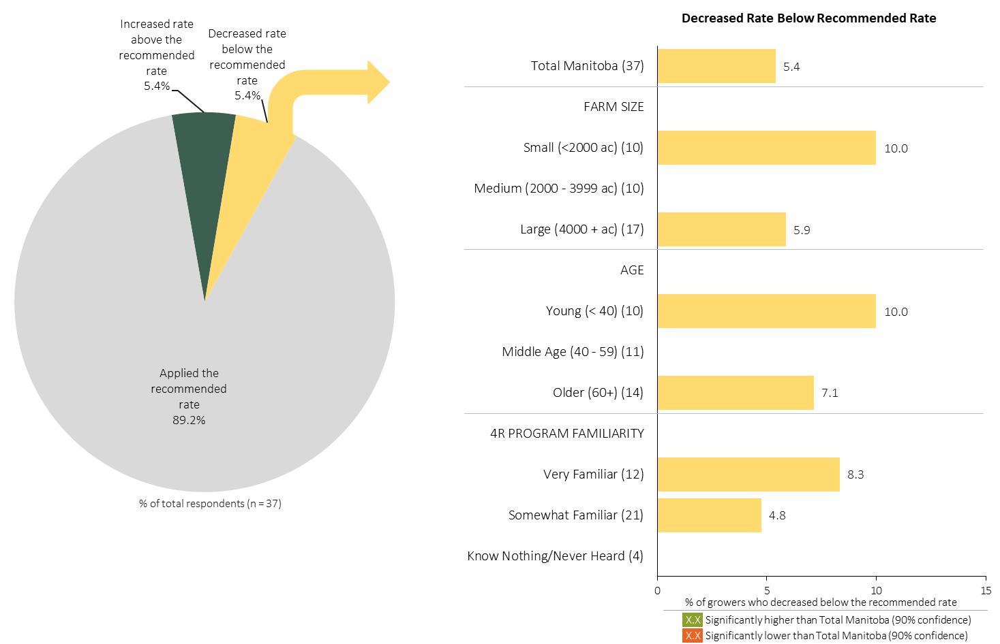 Increased rate
above the
recommended
rate
5.4%
Decreased rate
below the
recommended
rate
5.4%
Applied the
recommended
rate
89.2%
% of total respondents (n = 37)
Decreased Rate Below Recommended Rate
Total Manitoba (37)
5.4
FARM SIZE
Small (<2000 ac) (10)
10.0
Medium (2000 - 3999 ac) (10)
Large (4000 + ac) (17)
5.9
AGE
Young (< 40) (10)
10.0
Middle Age (40 - 59) (11)
Older (60+) (14)
7.1
4R PROGRAM FAMILIARITY
Very Familiar (12)
8.3
Somewhat Familiar (21)
4.8
Know Nothing/Never Heard (4)
0 5 10 15
% of growers who decreased below the recommended rate
X.X Significantly higher than Total Manitoba (90% confidence)
X.X Significantly lower than Total Manitoba (90% confidence)